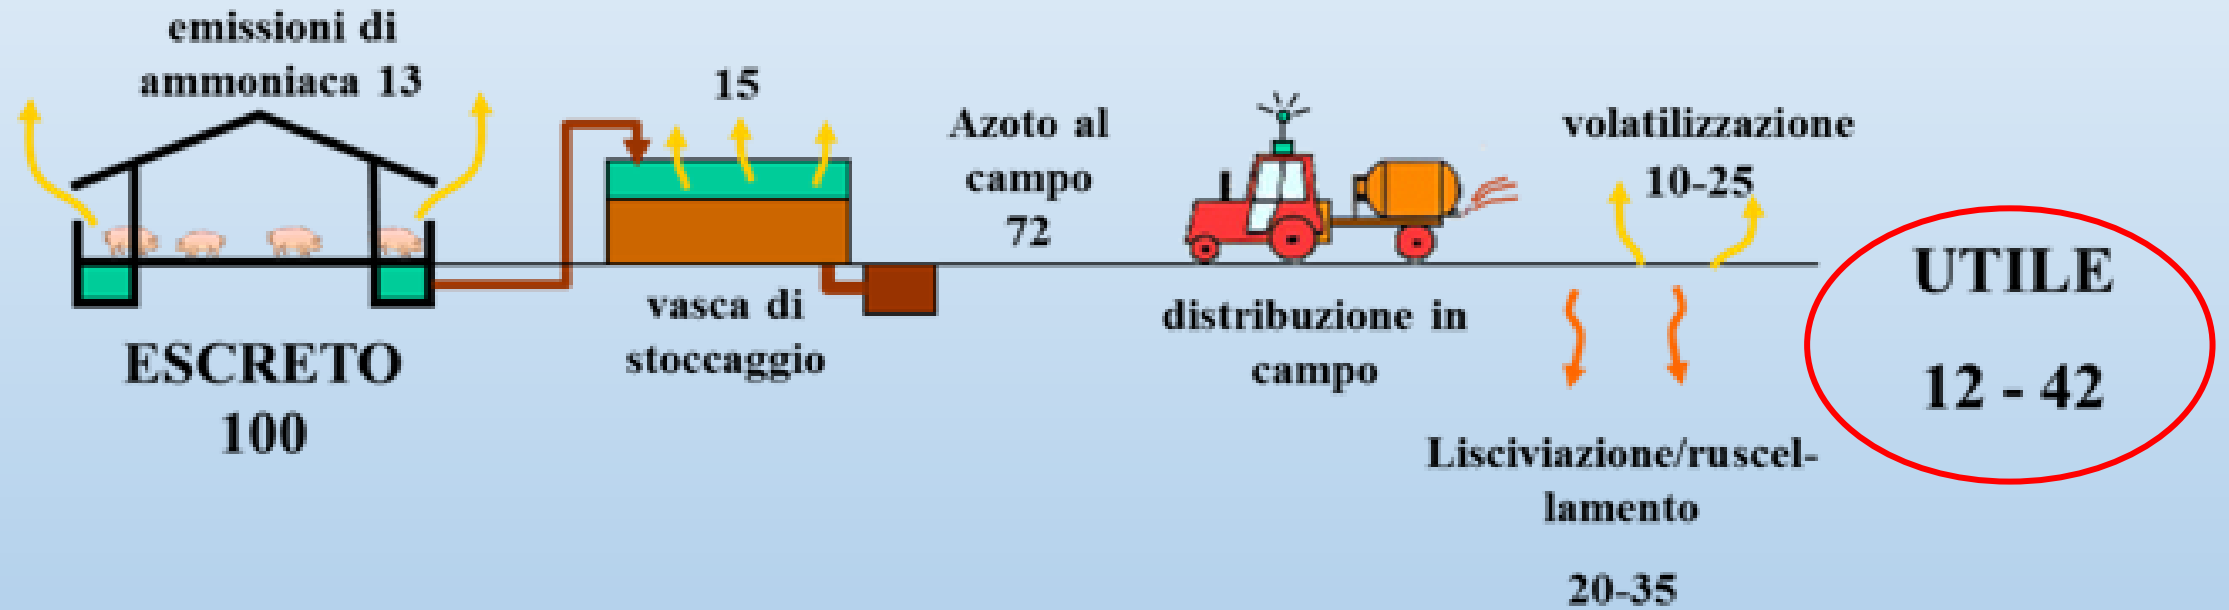 emissioni di
ammoniaca 13
ESCRETO
100
15
vasca di
stoccaggio
Azoto al
campo
72
distribuzione in
campo
volatilizzazione
10-25
Lisciviazione/ruscel-
lamento
20-35
UTILE
12 - 42